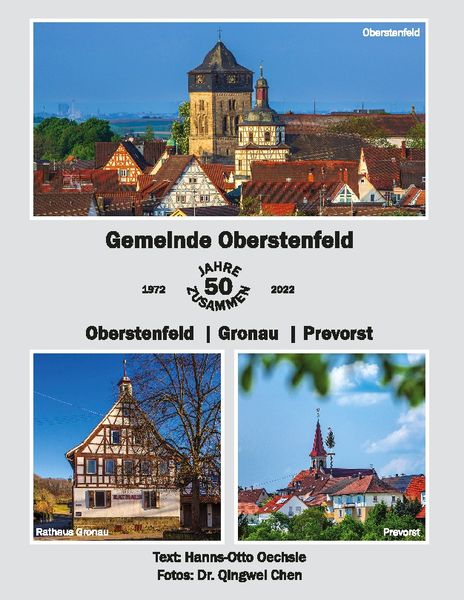 Oberstenfeld
Gemeinde Oberstenfeld
JAHRE
1972 50 2022
ZUSAMMEN
Oberstenfeld | Gronau | Prevorst
RATHAUS
Rathaus Gronau
Prevorst
Text: Hanns-Otto Oechsle
Fotos: Dr. Qingwei Chen